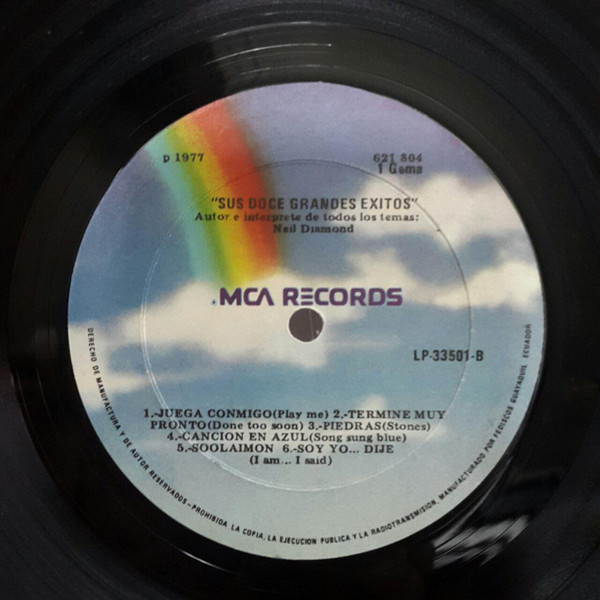 p 1977
621 804
1 Gama
"SUS DOCE GRANDES EXITOS"
Autor e interprete de todos los temas:
Neil Diamond
MCA RECORDS
LP-33501-B
1.-JUEGA CONMIGO(Play me) 2.-TERMINE MUY
PRONTO(Done too soon) 3.-PIEDRAS(Stones)
4.-CANCION EN AZUL(Song sung blue)
5.-SOOLAIMON 6.-SOY YO... DIJE
(I am... I said)
DERECHO DE MANUFACTURA Y DE AUTOR RESERVADOS-PROHIBIDA LA COPIA, LA EJECUCION PUBLICA Y LA RADIOTRANSMISION, MANUFACTURADO POR FEDISCOS GUAYAQUIL ECUADOR